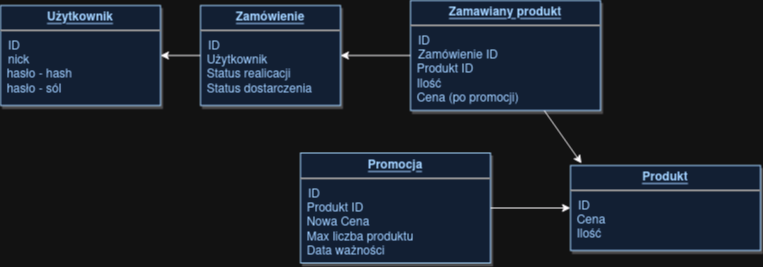 Użytkownik
ID
nick
hasło - hash
hasło - sól
Zamówienie
ID
Użytkownik
Status realicacji
Status dostarczenia
Zamawiany produkt
ID
Zamówienie ID
Produkt ID
Ilość
Cena (po promocji)
Promocja
ID
Produkt ID
Nowa Cena
Max liczba produktu
Data ważności
Produkt
ID
Cena
Ilość